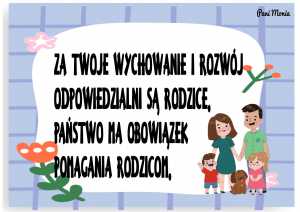 Pani Monia
ZA TWOJE WYCHOWANIE I ROZWÓJ
ODPOWIEDZIALNI SĄ RODZICE,
PAŃSTWO MA OBOWIĄZEK
POMAGANIA RODZICOM,